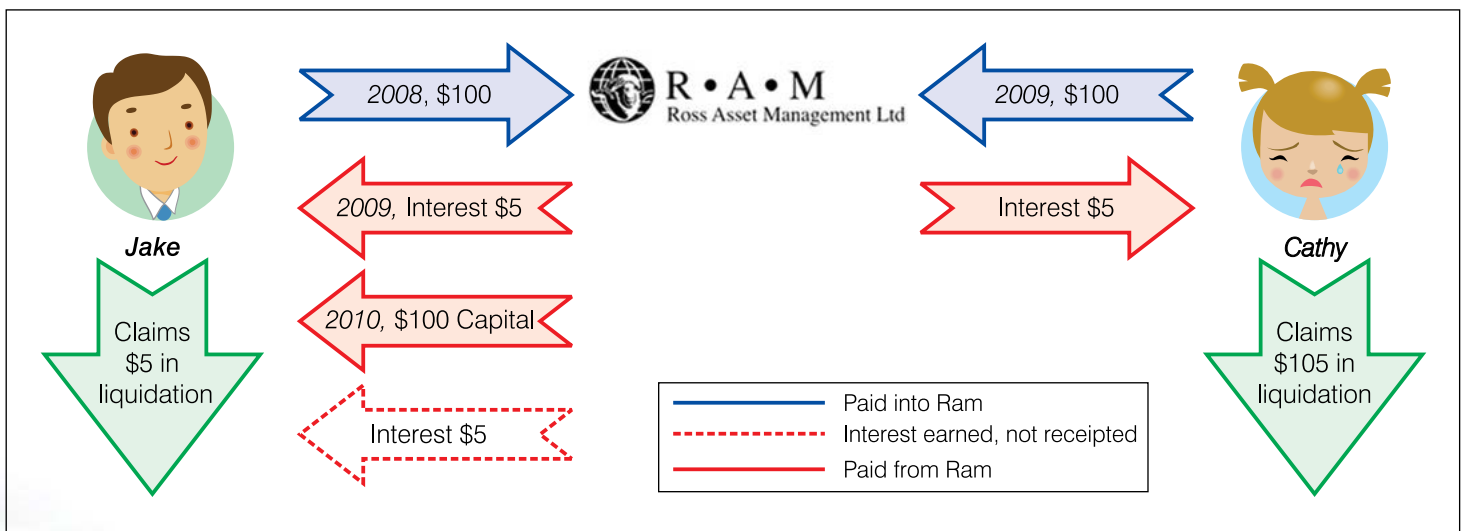 2008, $100
R • A • M
Ross Asset Management Ltd
2009, $100
2009, Interest $5
Interest $5
Jake
Cathy
2010, $100 Capital
Claims
$5 in
liquidation
Claims
$105 in
liquidation
Interest $5
Paid into Ram
Interest earned, not receipted
Paid from Ram